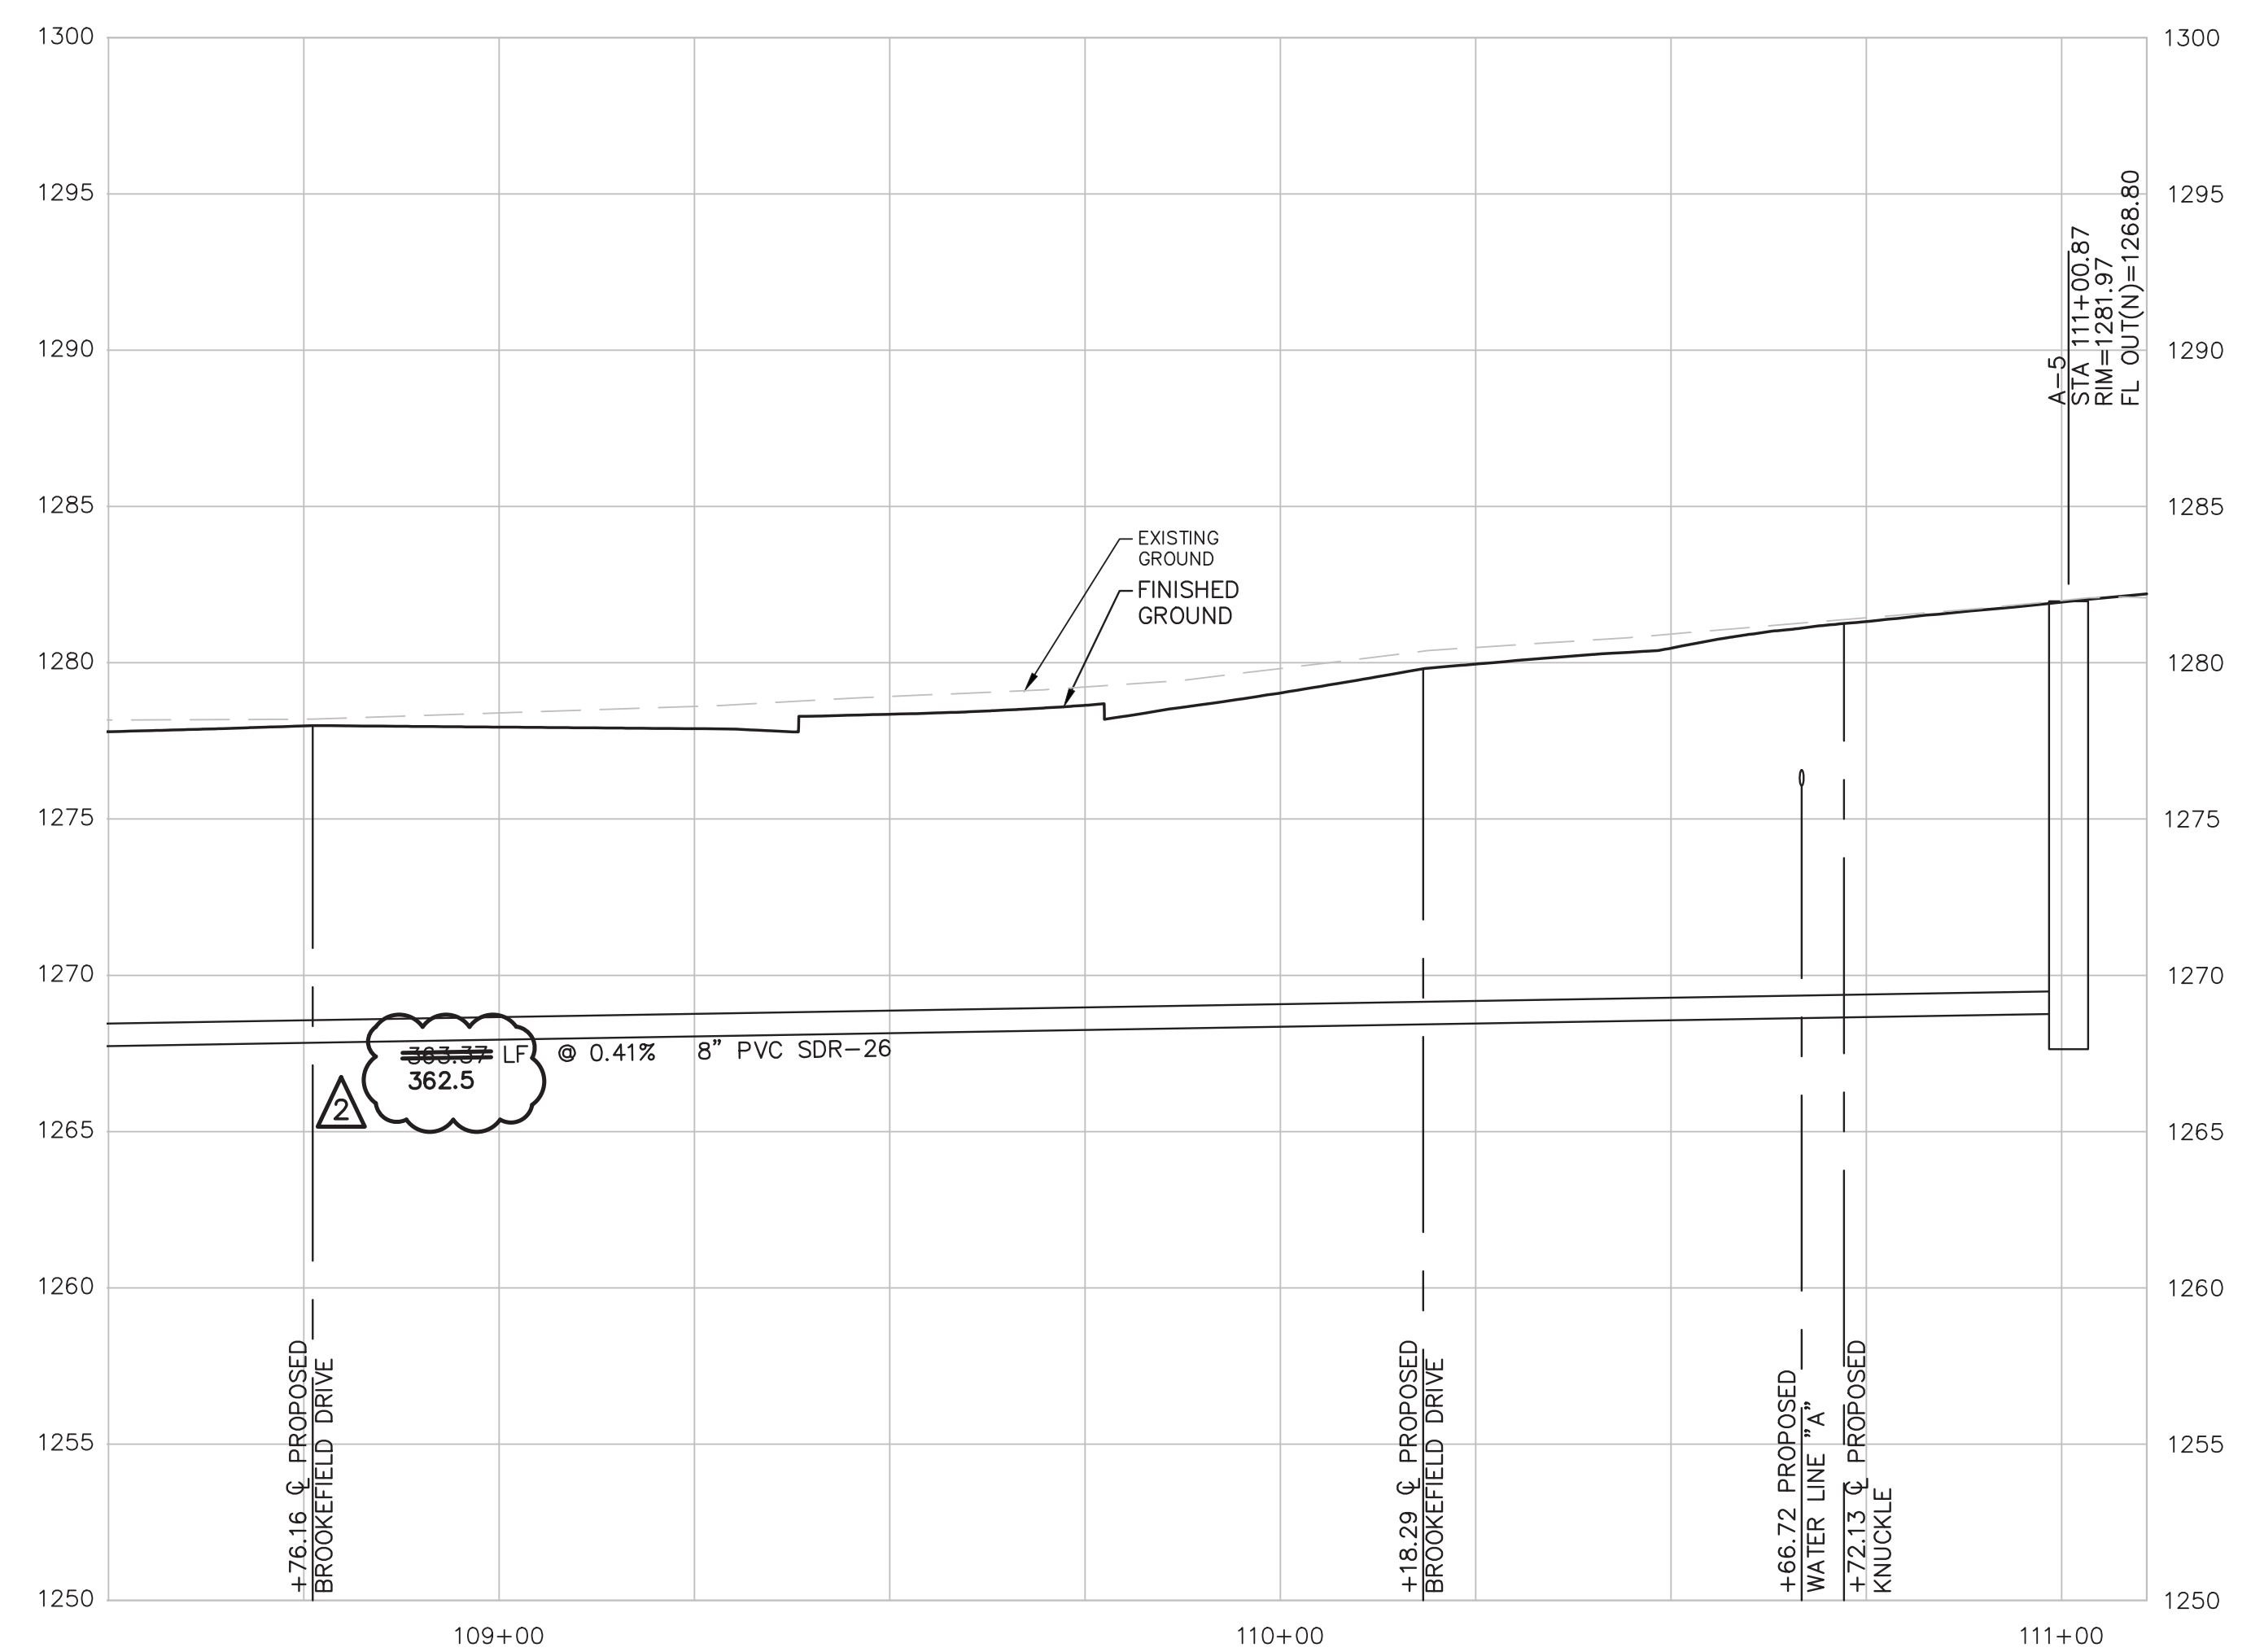 1300
1300
1295
1295
1290
1290
1285
1285
1280
1280
1275
1275
1270
1270
1265
1265
1260
1260
1255
1255
1250
1250
A-5
STA 111+00.87
RIM=1281.97
FL OUT(N)=1268.80
EXISTING
GROUND
FINISHED
GROUND
363.37 LF @ 0.41% 8" PVC SDR-26
362.5
2
+76.16 ℄ PROPOSED
BROOKEFIELD DRIVE
+18.29 ℄ PROPOSED
BROOKEFIELD DRIVE
+66.72 PROPOSED
WATER LINE "A"
+72.13 ℄ PROPOSED
KNUCKLE
109+00
110+00
111+00